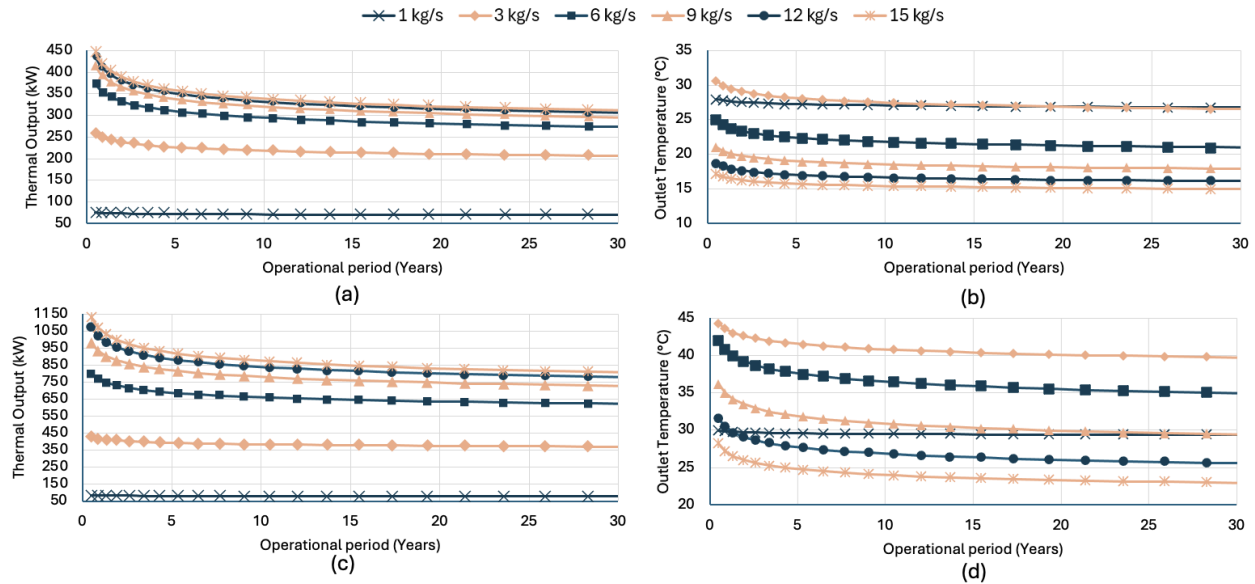 1 kg/s 3 kg/s 6 kg/s 9 kg/s 12 kg/s 15 kg/s
Thermal Output (kW)
450
400
350
300
250
200
150
100
50
0 5 10 15 20 25 30
Operational period (Years)
(a)
Outlet Temperature (°C)
35
30
25
20
15
10
0 5 10 15 20 25 30
Operational period (Years)
(b)
Thermal Output (kW)
1150
1050
950
850
750
650
550
450
350
250
150
50
0 5 10 15 20 25 30
Operational period (Years)
(c)
Outlet Temperature (°C)
45
40
35
30
25
20
0 5 10 15 20 25 30
Operational period (Years)
(d)